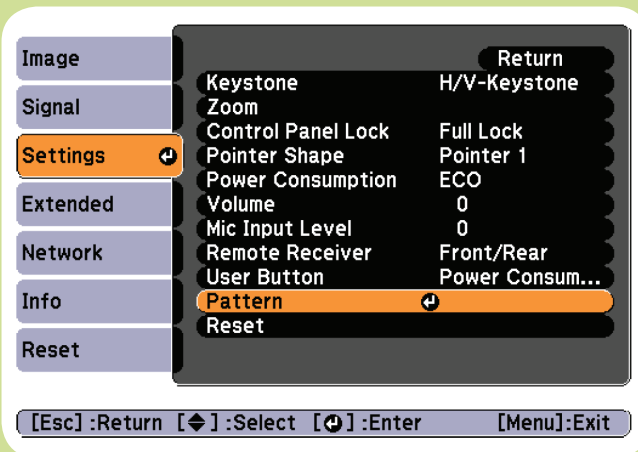 Image
Signal
Settings
Extended
Network
Info
Reset
Return
Keystone H/V-Keystone
Zoom
Control Panel Lock Full Lock
Pointer Shape Pointer 1
Power Consumption ECO
Volume 0
Mic Input Level 0
Remote Receiver Front/Rear
User Button Power Consum...
Pattern
Reset
[Esc] :Return [◆] :Select [↵] :Enter [Menu]:Exit